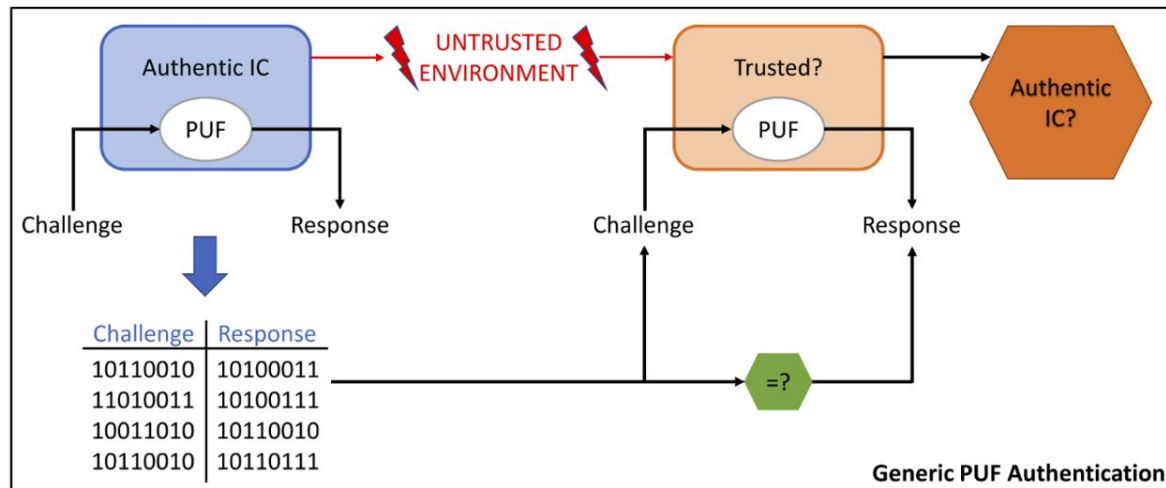 Authentic IC
PUF
Challenge
Response
UNTRUSTED
ENVIRONMENT
Trusted?
PUF
Challenge
Response
Authentic
IC?
Challenge Response
10110010 10100011
11010011 10100111
10011010 10110010
10110010 10110111
=?
Generic PUF Authentication